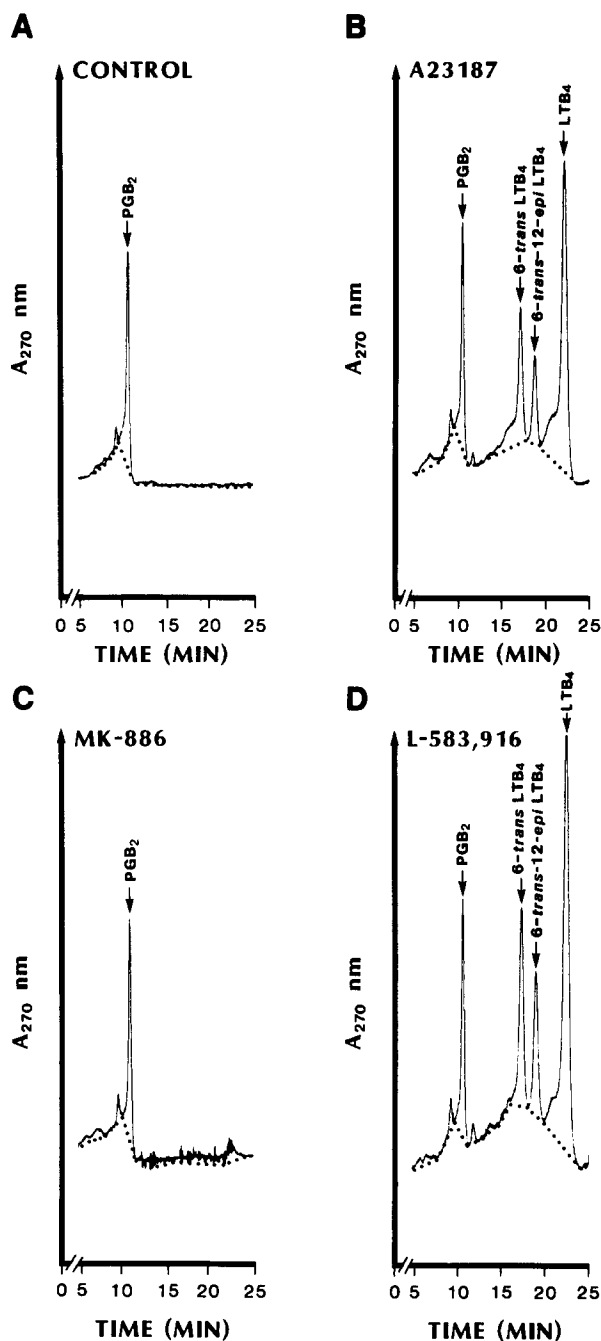 A
CONTROL
PGB₂
A₂₇₀ nm
0 5 10 15 20 25
TIME (MIN)
B
A23187
PGB₂
6-trans LTB₄
6-trans-12-epi LTB₄
LTB₄
A₂₇₀ nm
0 5 10 15 20 25
TIME (MIN)
C
MK-886
PGB₂
A₂₇₀ nm
0 5 10 15 20 25
TIME (MIN)
D
L-583,916
PGB₂
6-trans LTB₄
6-trans-12-epi LTB₄
LTB₄
A₂₇₀ nm
0 5 10 15 20 25
TIME (MIN)